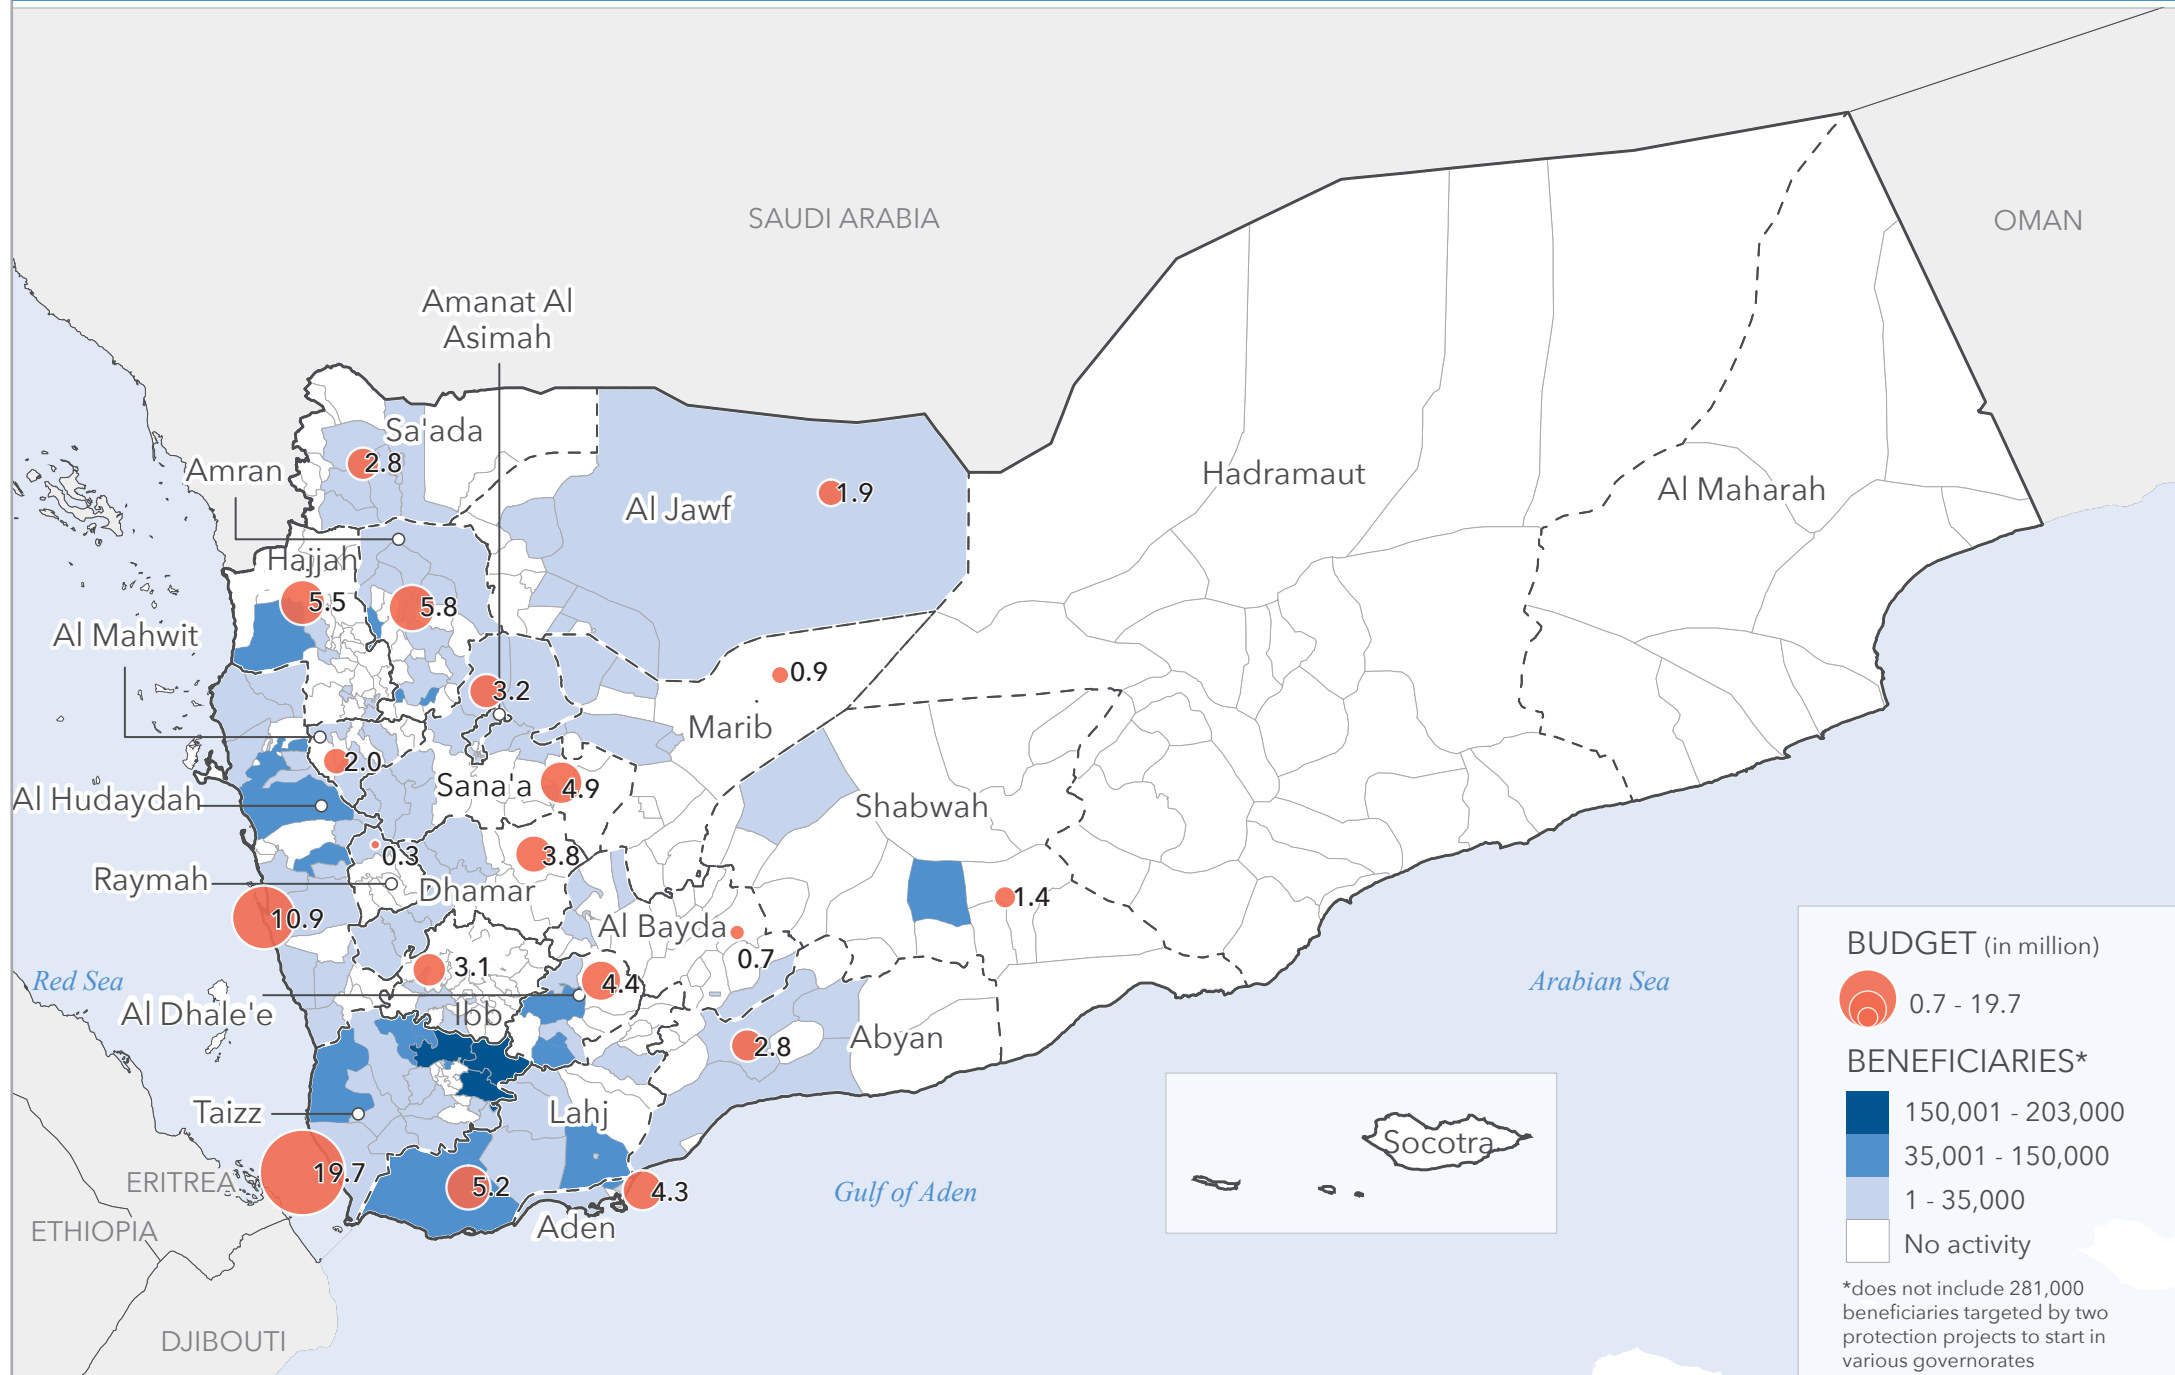 SAUDI ARABIA
OMAN
Amanat Al
Asimah
Sa'ada
2.8
Amran
Al Jawf
1.9
Hadramaut
Al Maharah
Hajjah
5.5
5.8
Al Mahwit
3.2
0.9
Marib
2.0
Sana'a
4.9
Al Hudaydah
Shabwah
0.3
3.8
Raymah
Dhamar
1.4
10.9
Al Bayda
0.7
3.1
4.4
Red Sea
Al Dhale'e
Ibb
Arabian Sea
2.8
Abyan
Taizz
Lahj
Socotra
19.7
5.2
4.3
ERITREA
Gulf of Aden
Aden
ETHIOPIA
DJIBOUTI
BUDGET (in million)
0.7 - 19.7
BENEFICIARIES*
150,001 - 203,000
35,001 - 150,000
1 - 35,000
No activity
*does not include 281,000
beneficiaries targeted by two
protection projects to start in
various governorates